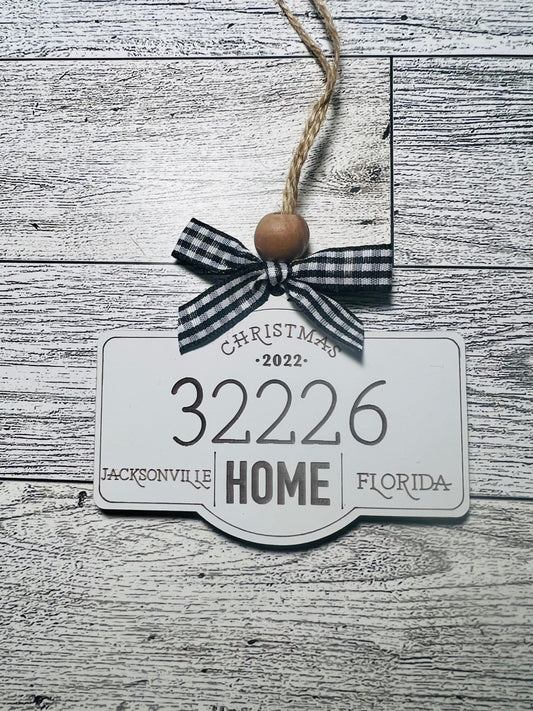 CHRISTMAS
·2022·
32226
JACKSONVILLE HOME FLORIDA